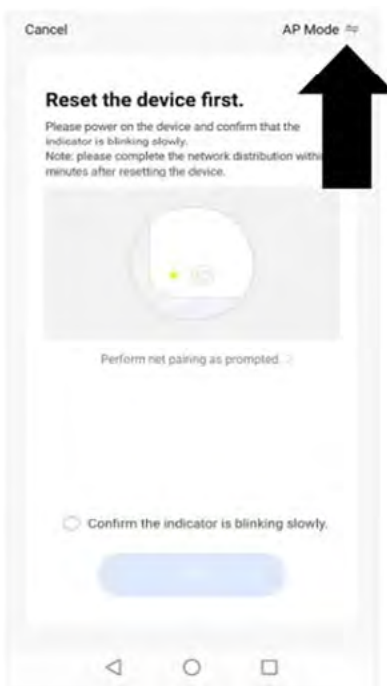 Cancel
AP Mode
Reset the device first.
Please power on the device and confirm that the
indicator is blinking slowly.
Note: please complete the network distribution within
minutes after resetting the device.
Perform net pairing as prompted.
Confirm the indicator is blinking slowly.